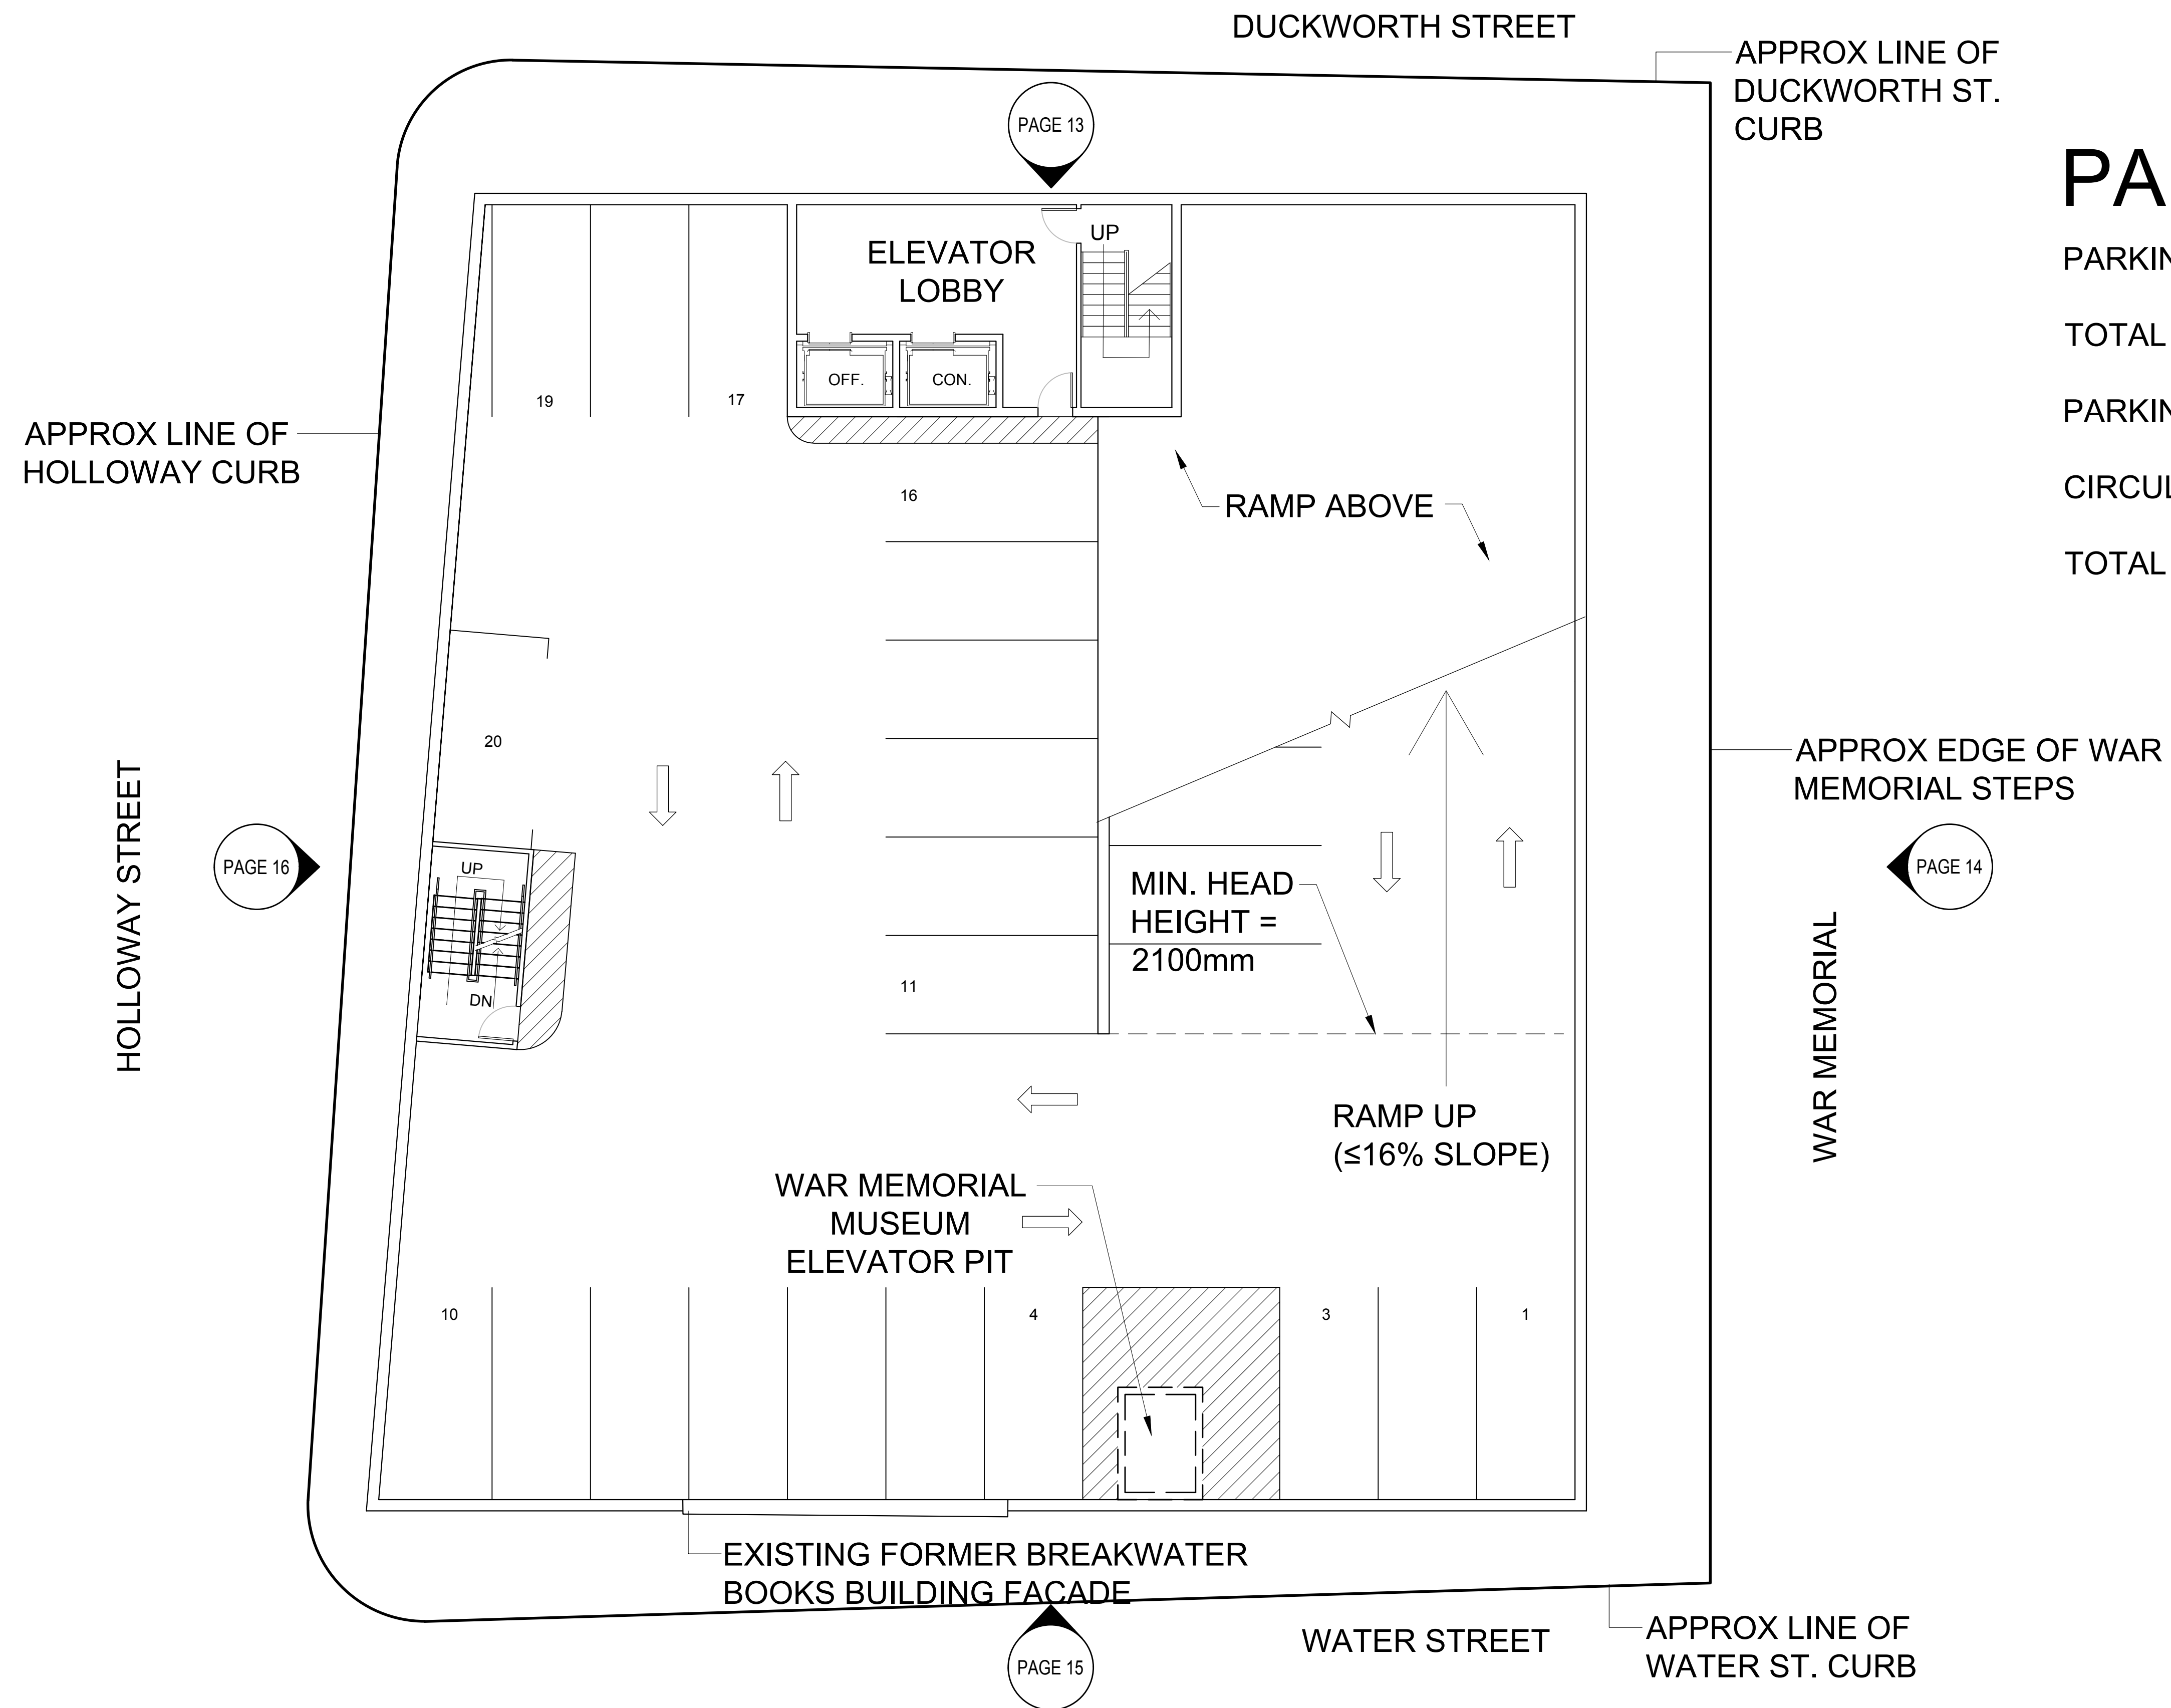 DUCKWORTH STREET
APPROX LINE OF
DUCKWORTH ST.
CURB
PAGE 13
PA
PARKIN
TOTAL
PARKIN
CIRCUL
TOTAL
ELEVATOR
LOBBY
UP
OFF.
CON.
19
17
APPROX LINE OF
HOLLOWAY CURB
16
RAMP ABOVE
20
APPROX EDGE OF WAR
MEMORIAL STEPS
HOLLOWAY STREET
PAGE 16
UP
DN
MIN. HEAD
HEIGHT =
2100mm
PAGE 14
WAR MEMORIAL
11
RAMP UP
(≤16% SLOPE)
WAR MEMORIAL
MUSEUM
ELEVATOR PIT
10
4
3
1
EXISTING FORMER BREAKWATER
BOOKS BUILDING FACADE
WATER STREET
APPROX LINE OF
WATER ST. CURB
PAGE 15